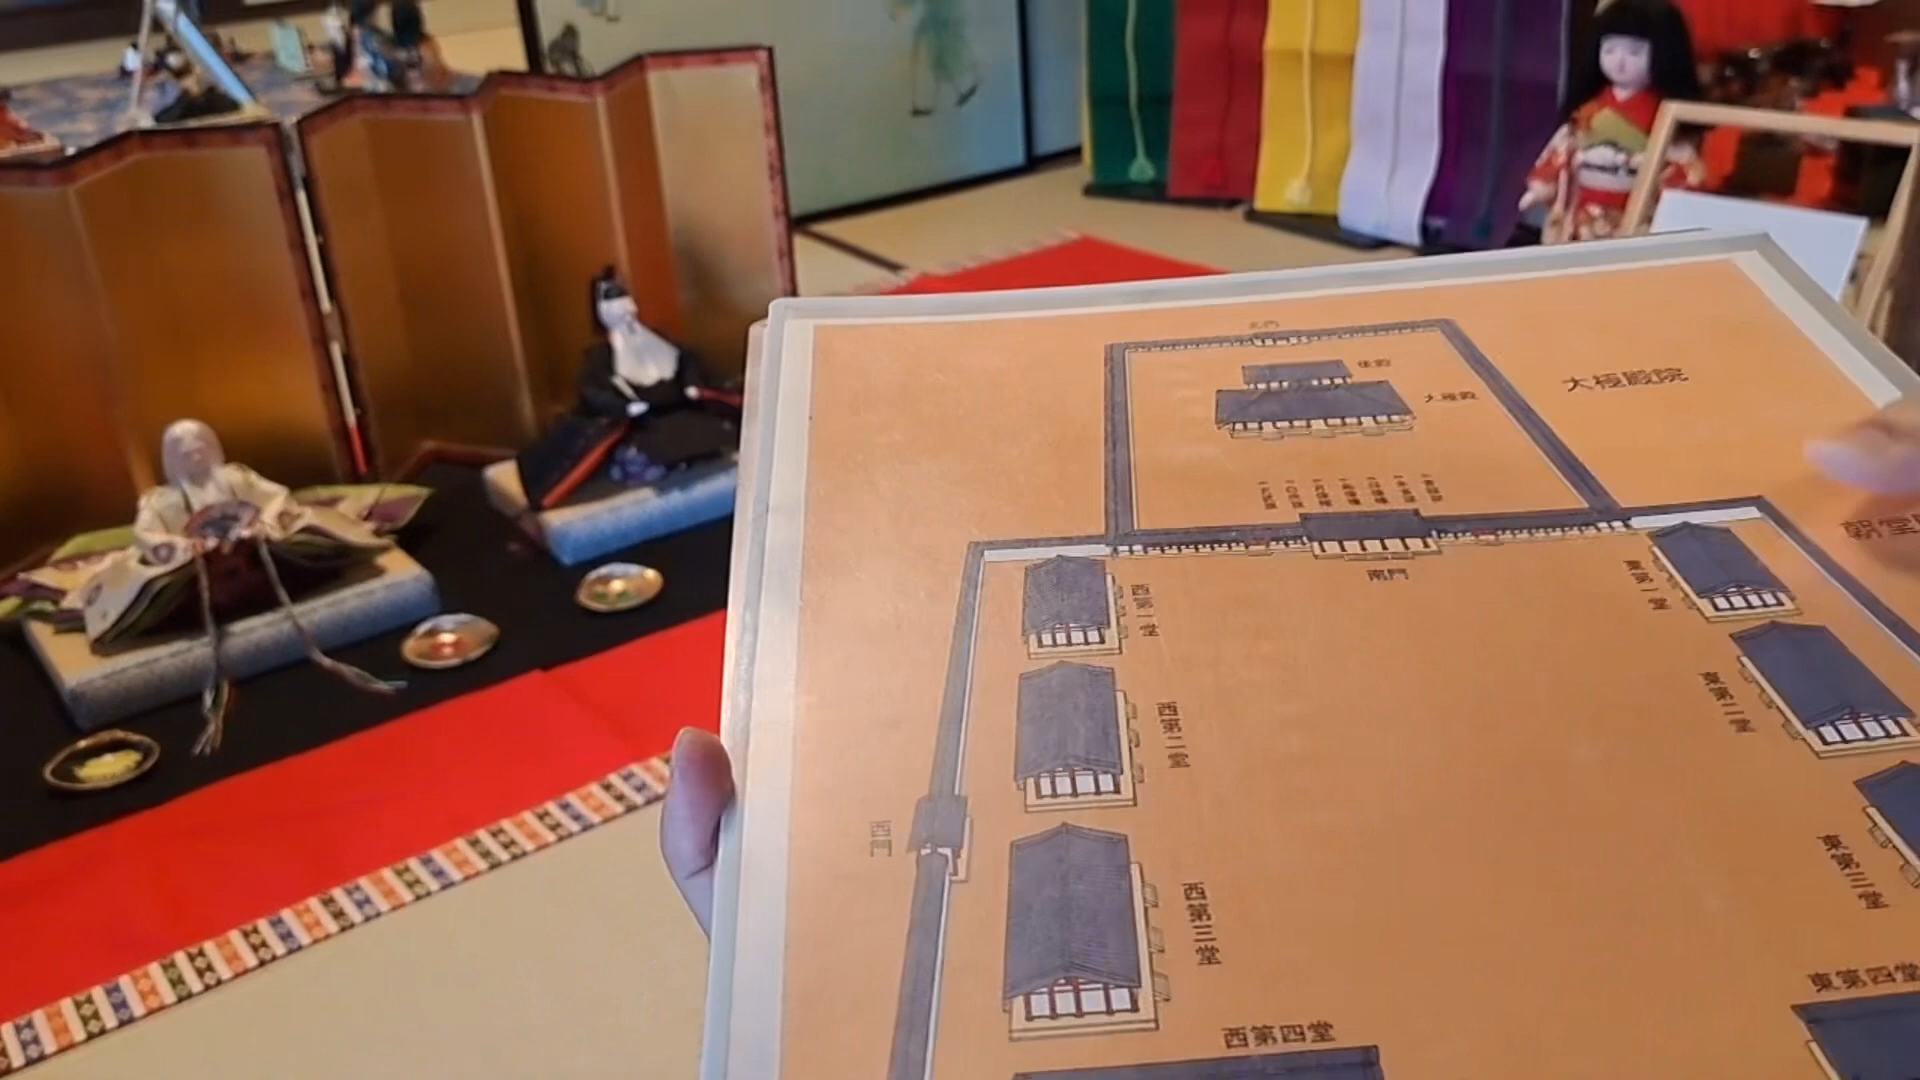 北門
後殿
大極殿
大極殿院
南門
西第一堂
東第一堂
西第二堂
東第二堂
西門
西第三堂
東第三堂
西第四堂
東第四堂
朝堂